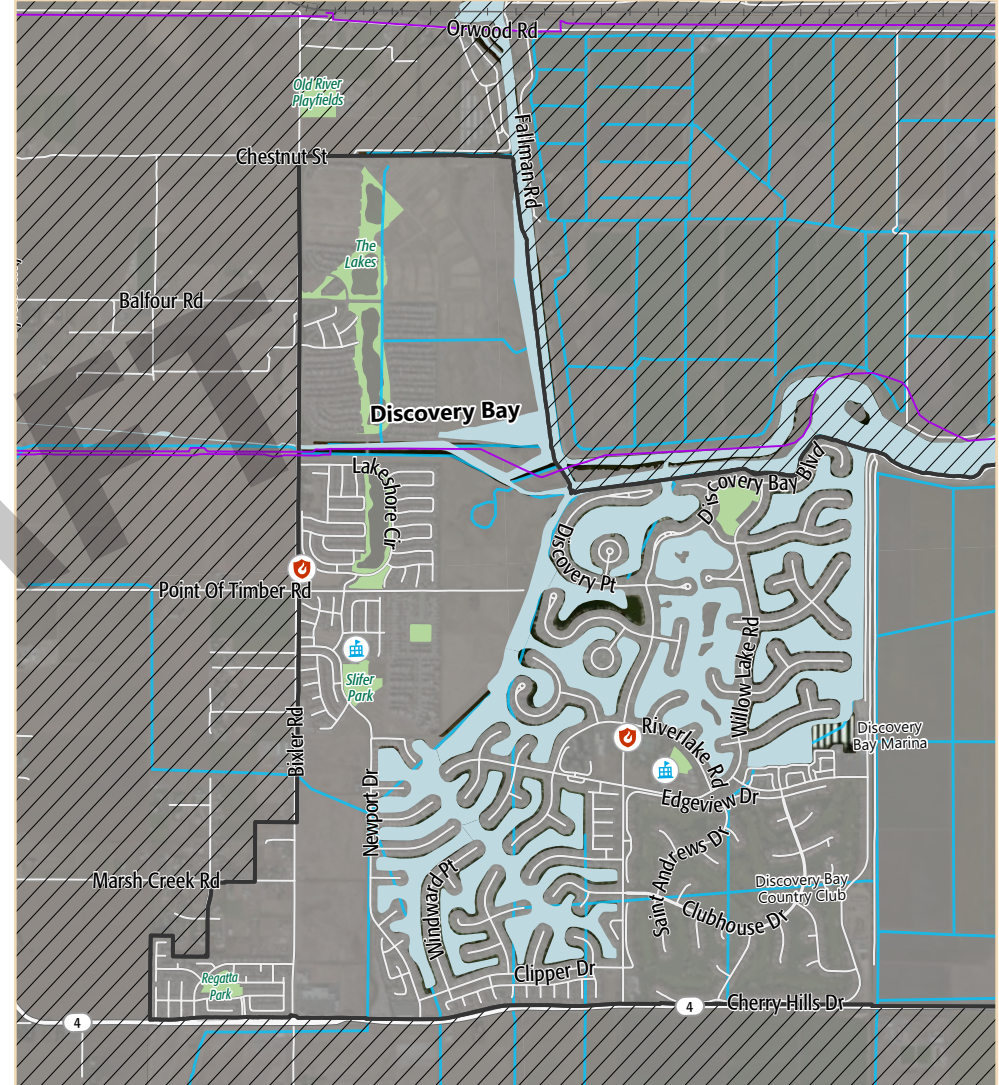 Orwood Rd
Old River
Playfields
Fallman Rd
Chestnut St
The
Lakes
Balfour Rd
Discovery Bay
Lakeshore Cir
Discovery Bay Blvd
Discovery Pt
Point Of Timber Rd
Willow Lake Rd
Slifer
Park
Bixler Rd
Riverlake Rd
Discovery
Bay Marina
Newport Dr
Edgeview Dr
Saint Andrews Dr
Windward Pt
Marsh Creek Rd
Discovery Bay
Country Club
Clubhouse Dr
Clipper Dr
Regatta
Park
Cherry Hills Dr
4
4